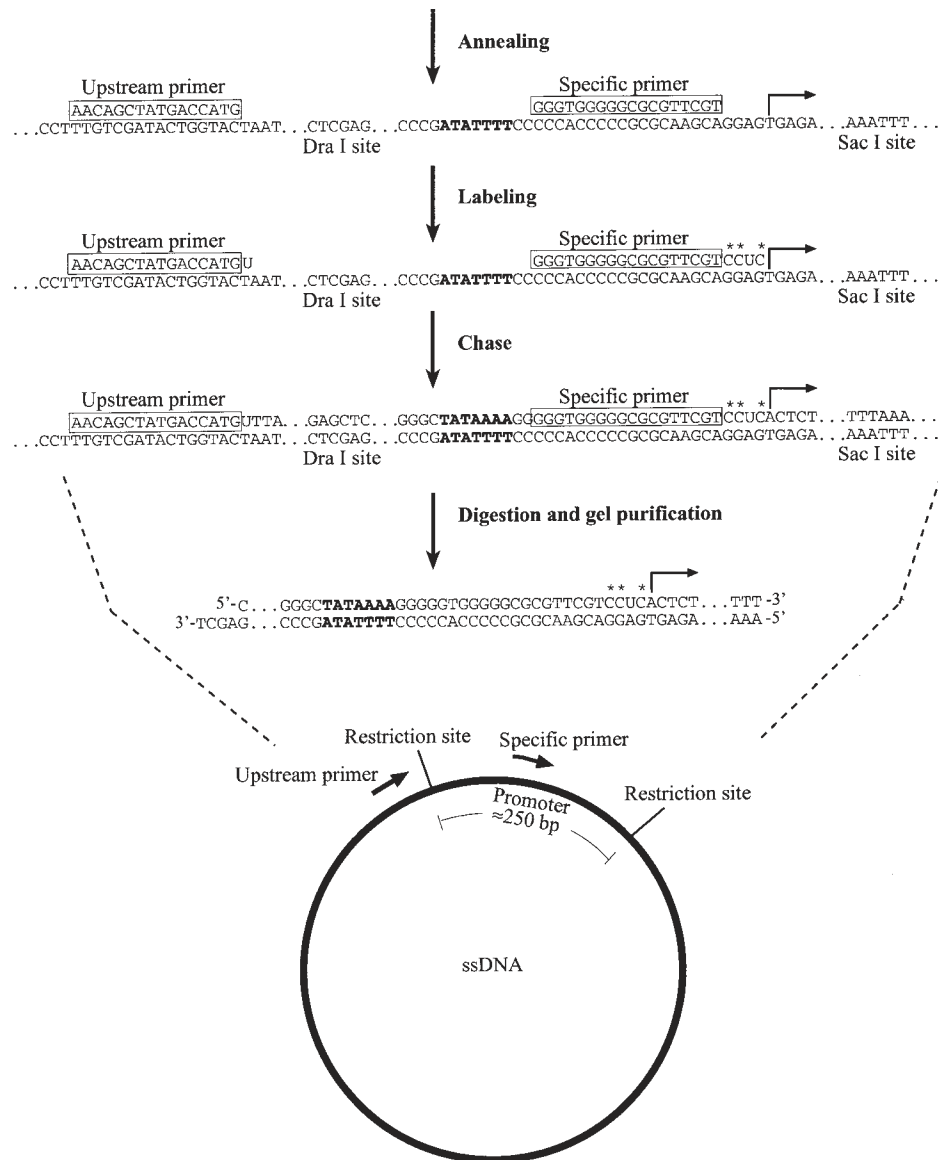 Annealing
Upstream primer
Specific primer
AACAGCTATGACCATG
GGGTGGGGGCGCGTTCGT
...CCTTTGTCGATACTGGTACTAAT...CTCGAG...CCCGATATTTTCCCCCACCCCCGCGCAAGCAGGAGTGAGA...AAATTT...
Dra I site
Sac I site
Labeling
Upstream primer
Specific primer
** *
AACAGCTATGACCATGU
GGGTGGGGGCGCGTTCGTCCUC
...CCTTTGTCGATACTGGTACTAAT...CTCGAG...CCCGATATTTTCCCCCACCCCCGCGCAAGCAGGAGTGAGA...AAATTT...
Dra I site
Sac I site
Chase
Upstream primer
Specific primer
** *
AACAGCTATGACCATGUTTA...GAGCTC...GGGCTATAAAAGGGGGTGGGGGCGCGTTCGTCCUCACTCT...TTTAAA...
...CCTTTGTCGATACTGGTACTAAT...CTCGAG...CCCGATATTTTCCCCCACCCCCGCGCAAGCAGGAGTGAGA...AAATTT...
Dra I site
Sac I site
Digestion and gel purification
** *
5'-C...GGGCTATAAAAGGGGGTGGGGGCGCGTTCGTCCUCACTCT...TTT-3'
3'-TCGAG...CCCGATATTTTCCCCCACCCCCGCGCAAGCAGGAGTGAGA...AAA-5'
Restriction site
Specific primer
Upstream primer
Restriction site
Promoter
≈250 bp
ssDNA